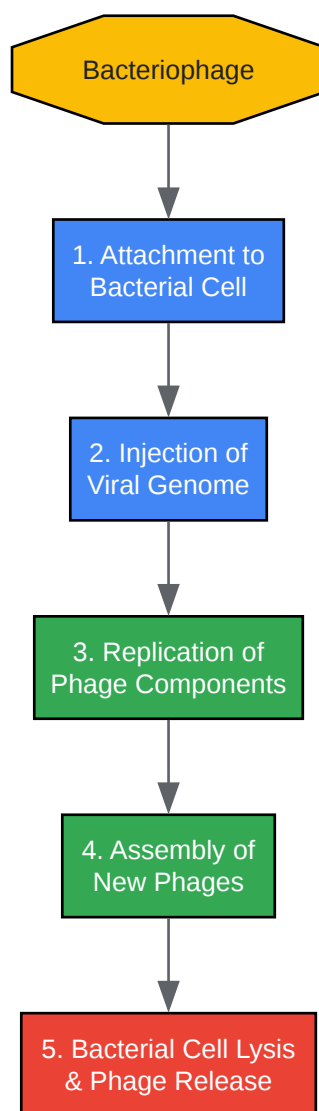 Bacteriophage
1. Attachment to
Bacterial Cell
2. Injection of
Viral Genome
3. Replication of
Phage Components
4. Assembly of
New Phages
5. Bacterial Cell Lysis
& Phage Release